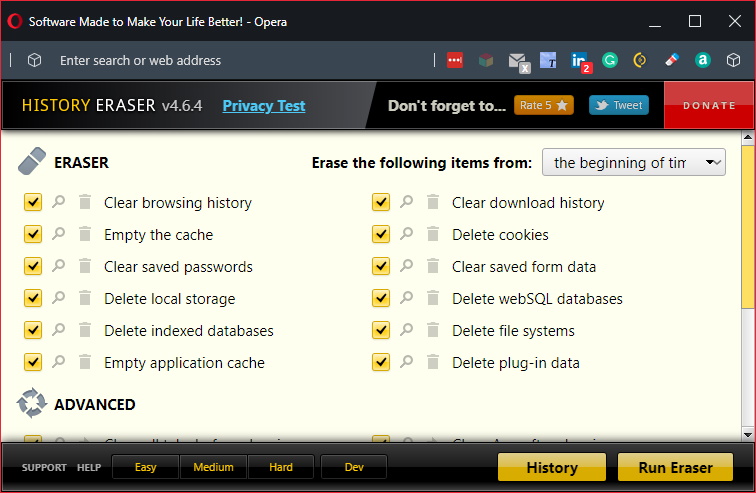 Software Made to Make Your Life Better! - Opera
Enter search or web address
x
T
in 2
G
a
HISTORY ERASER v4.6.4 Privacy Test Don't forget to... Rate 5 Tweet DONATE
ERASER Erase the following items from: the beginning of tim
Clear browsing history Clear download history
Empty the cache Delete cookies
Clear saved passwords Clear saved form data
Delete local storage Delete webSQL databases
Delete indexed databases Delete file systems
Empty application cache Delete plug-in data
ADVANCED
SUPPORT HELP Easy Medium Hard Dev History Run Eraser